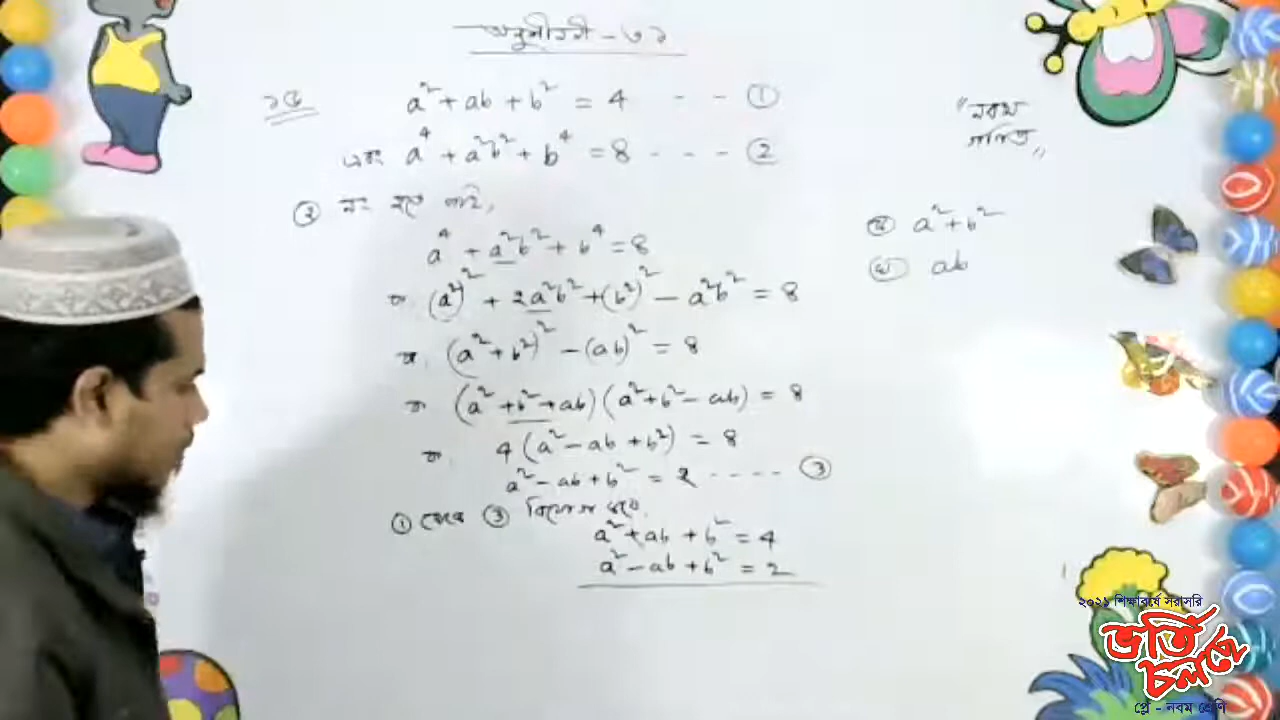 অনুশীলনী - ৩.১
১৫ a² + ab + b² = 4 - - ①
এবং a⁴ + a²b² + b⁴ = 8 - - - ②
② নং হতে পাই,
a⁴ + a²b² + b⁴ = 8
বা (a²)² + 2a²b² + (b²)² - a²b² = 8
বা, (a² + b²)² - (ab)² = 8
বা (a² + b² + ab)(a² + b² - ab) = 8
বা, 4(a² - ab + b²) = 8
a² - ab + b² = 2 - - - - ③
① থেকে ③ বিয়োগ করে,
a² + ab + b² = 4
a² - ab + b² = 2
"নবম
গণিত"
a² + b²
ab
২০২১ শিক্ষাবর্ষে সরাসরি
ভর্তি
চলছে
প্লে - নবম শ্রেণি